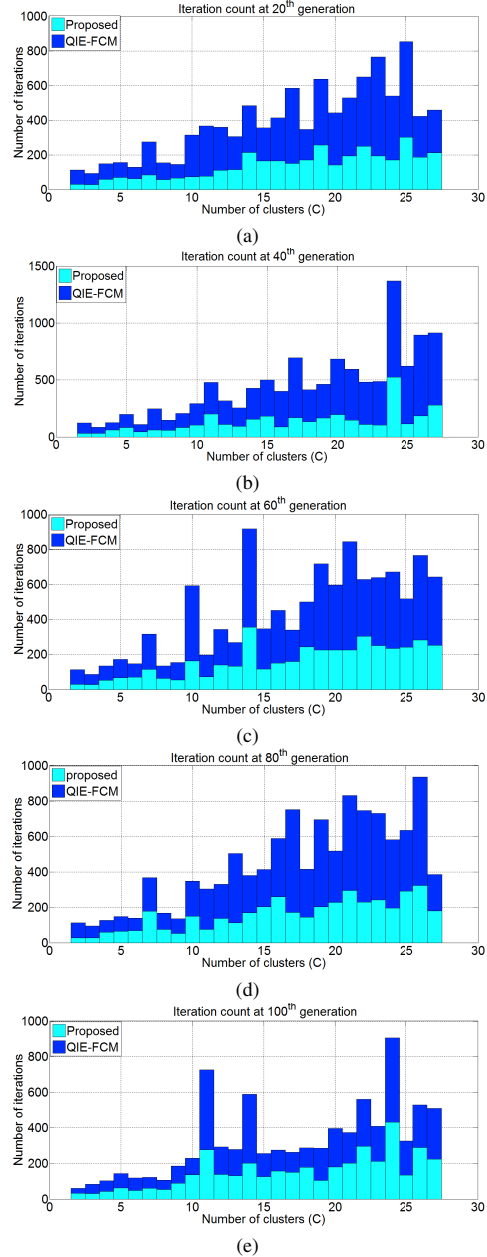 Iteration count at 20th generation
1000
800
600
400
200
0
Number of iterations
Proposed
QIE-FCM
0 5 10 15 20 25 30
Number of clusters (C)
(a)
Iteration count at 40th generation
1500
1000
500
0
Number of iterations
Proposed
QIE-FCM
0 5 10 15 20 25 30
Number of clusters (C)
(b)
Iteration count at 60th generation
1000
800
600
400
200
0
Number of iterations
Proposed
QIE-FCM
0 5 10 15 20 25 30
Number of clusters (C)
(c)
Iteration count at 80th generation
1000
800
600
400
200
0
Number of iterations
proposed
QIE-FCM
0 5 10 15 20 25 30
Number of clusters (C)
(d)
Iteration count at 100th generation
1000
800
600
400
200
0
Number of iterations
Proposed
QIE-FCM
0 5 10 15 20 25 30
Number of clusters (C)
(e)